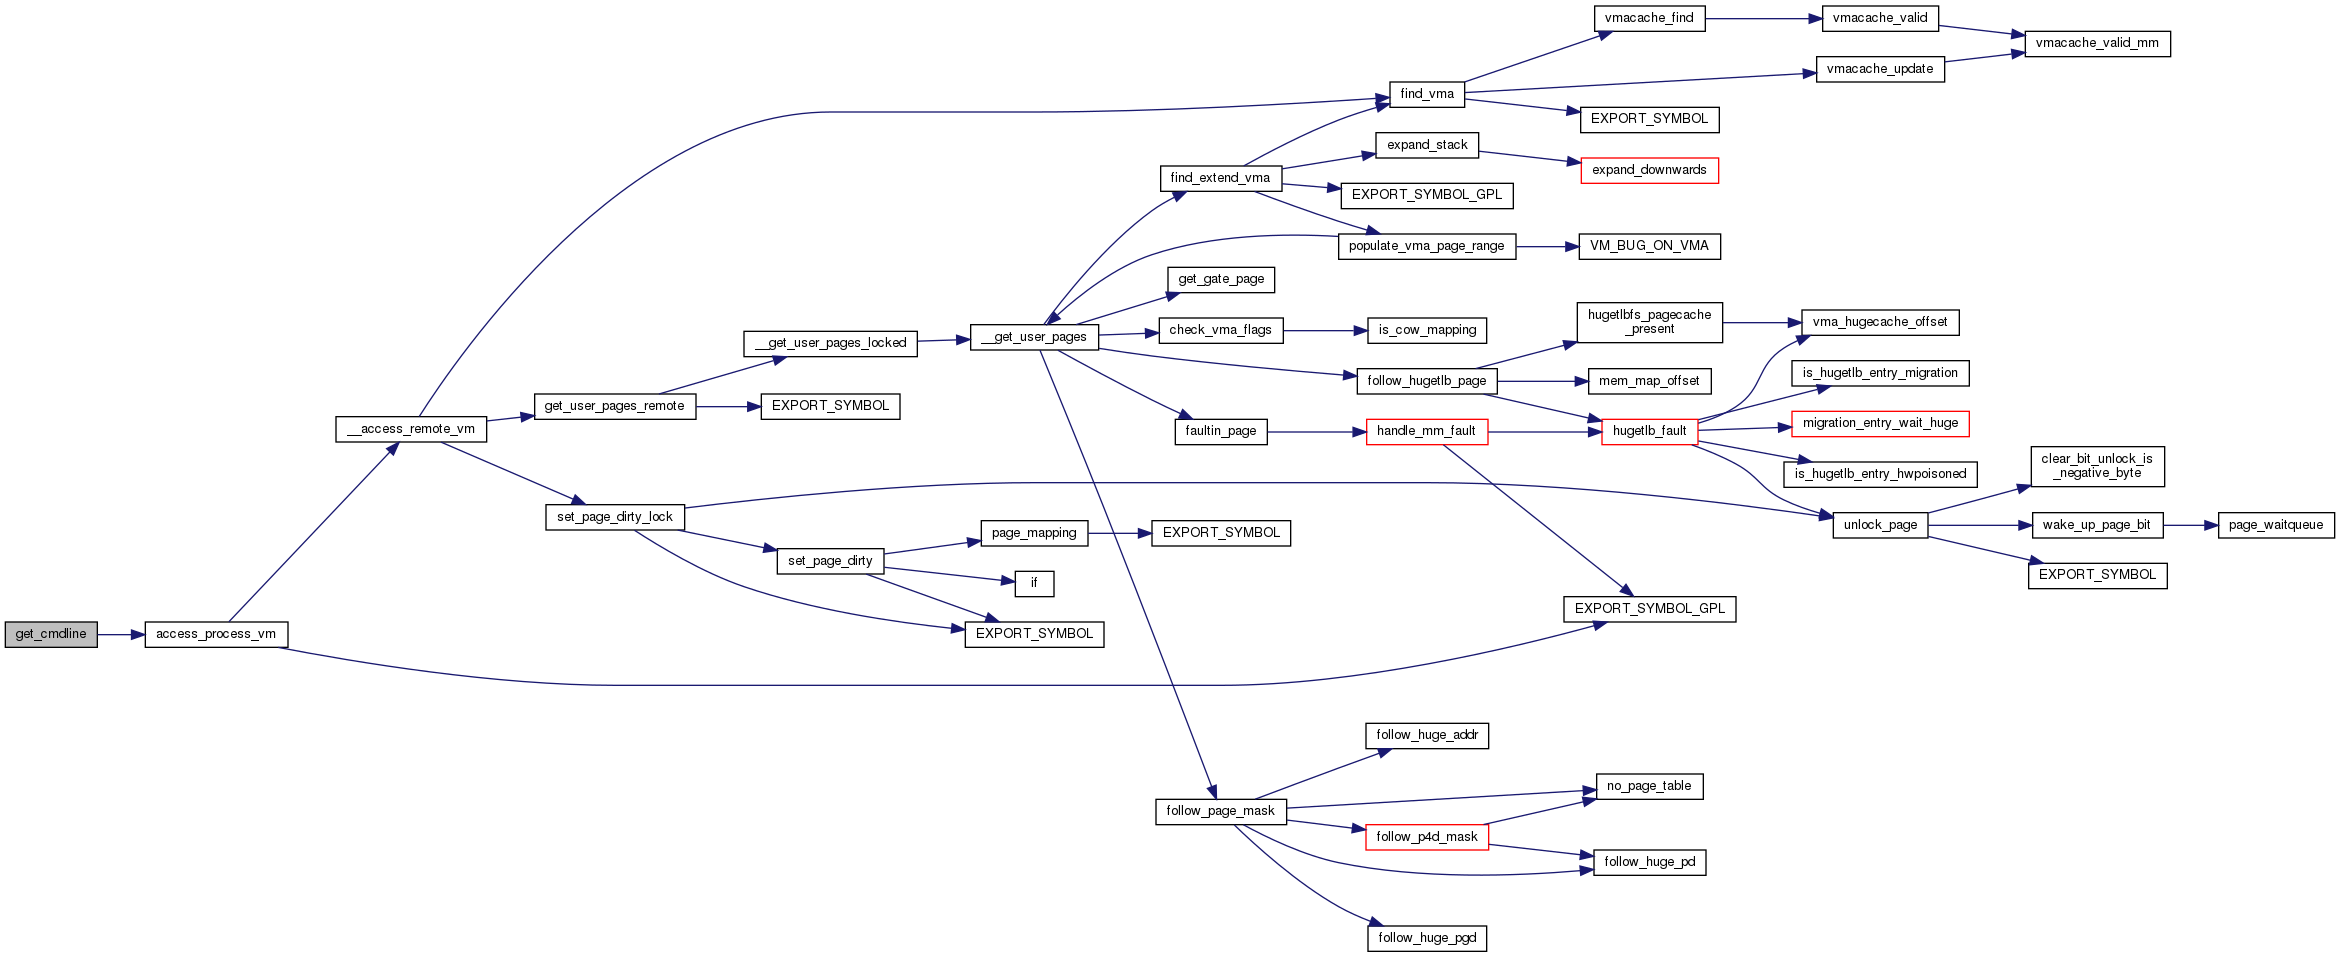 vmacache_find
vmacache_valid
vmacache_valid_mm
vmacache_update
find_vma
EXPORT_SYMBOL
expand_stack
expand_downwards
find_extend_vma
EXPORT_SYMBOL_GPL
populate_vma_page_range
VM_BUG_ON_VMA
get_gate_page
hugetlbfs_pagecache
_present
vma_hugecache_offset
check_vma_flags
is_cow_mapping
__get_user_pages
__get_user_pages_locked
is_hugetlb_entry_migration
follow_hugetlb_page
mem_map_offset
get_user_pages_remote
EXPORT_SYMBOL
migration_entry_wait_huge
__access_remote_vm
faultin_page
handle_mm_fault
hugetlb_fault
clear_bit_unlock_is
_negative_byte
is_hugetlb_entry_hwpoisoned
set_page_dirty_lock
unlock_page
wake_up_page_bit
page_waitqueue
page_mapping
EXPORT_SYMBOL
set_page_dirty
EXPORT_SYMBOL
if
EXPORT_SYMBOL_GPL
get_cmdline
access_process_vm
EXPORT_SYMBOL
follow_huge_addr
no_page_table
follow_page_mask
follow_p4d_mask
follow_huge_pd
follow_huge_pgd